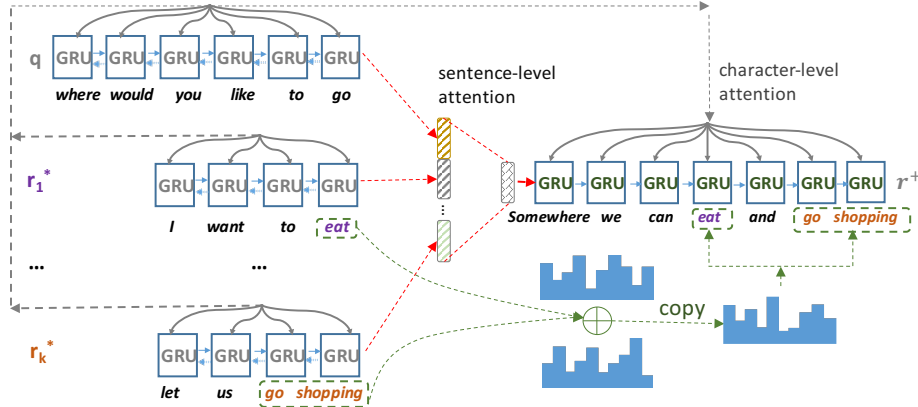 q GRU GRU GRU GRU GRU GRU
where would you like to go
sentence-level
attention
character-level
attention
r1* GRU GRU GRU GRU
I want to eat
GRU GRU GRU GRU GRU GRU GRU r+
Somewhere we can eat and go shopping
... ...
...
copy
rk* GRU GRU GRU GRU
let us go shopping